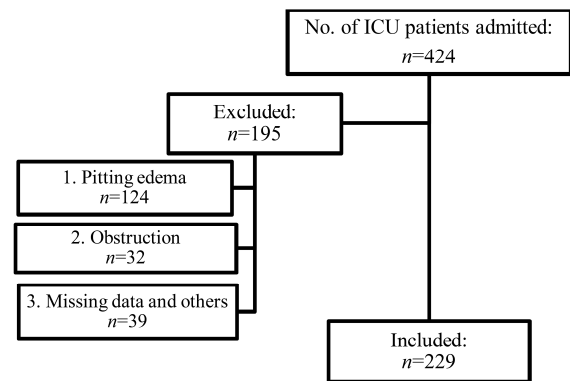 No. of ICU patients admitted:
n=424
Excluded:
n=195
1. Pitting edema
n=124
2. Obstruction
n=32
3. Missing data and others
n=39
Included:
n=229